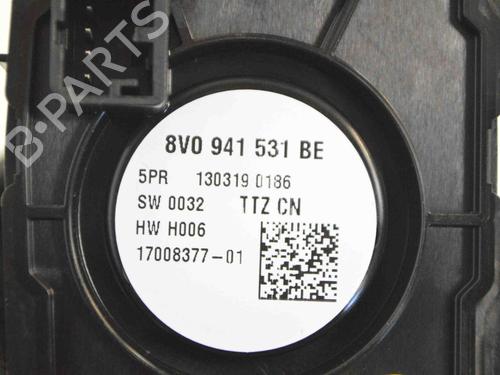 B-PARTS
8V0 941 531 BE
5PR 130319 0186
SW 0032 TTZ CN
HW H006
17008377-01